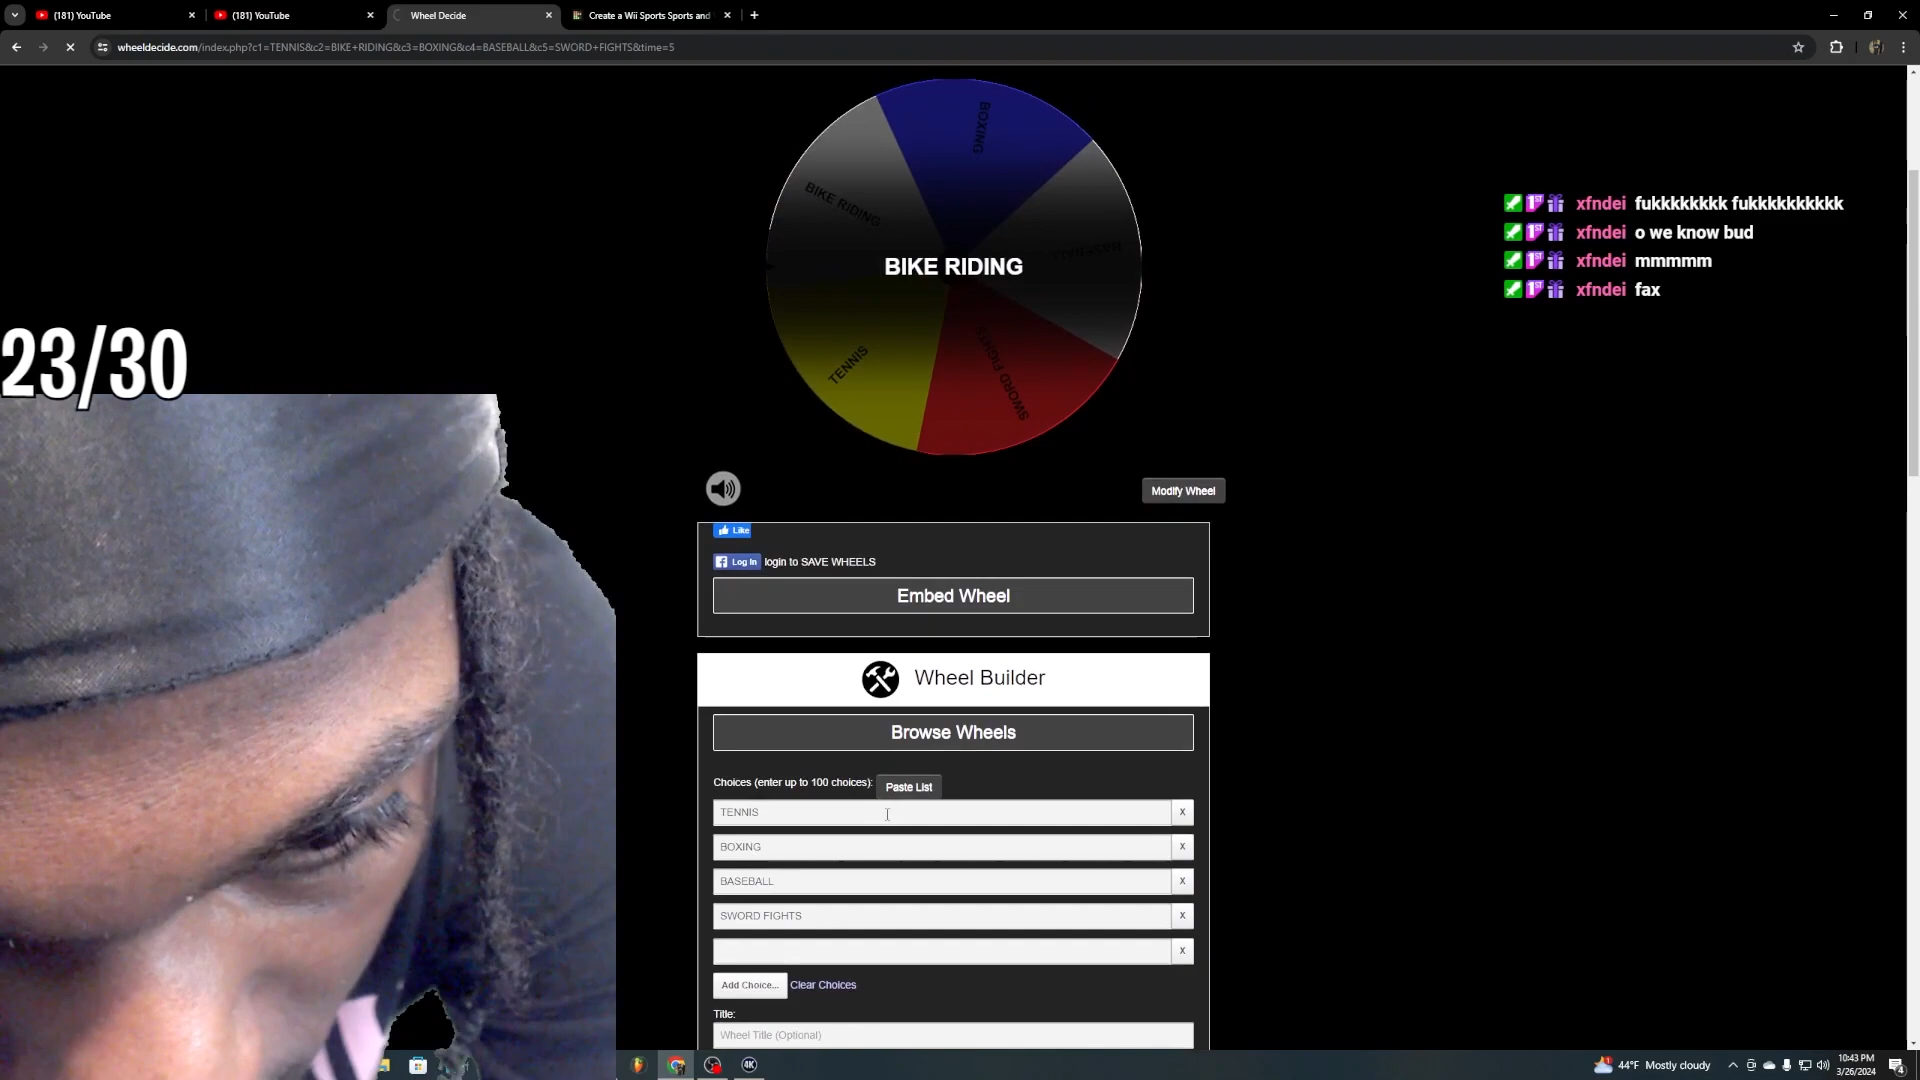 (181) YouTube
(181) YouTube
Wheel Decide
Create a Wii Sports Sports and
wheeldecide.com/index.php?c1=TENNIS&c2=BIKE+RIDING&c3=BOXING&c4=BASEBALL&c5=SWORD+FIGHTS&time=5
BOXING
BIKE RIDING
BASEBALL
BIKE RIDING
TENNIS
SWORD FIGHTS
xfndei fukkkkkkkk fukkkkkkkkkk
xfndei o we know bud
xfndei mmmmm
xfndei fax
23/30
Modify Wheel
Like
Log In login to SAVE WHEELS
Embed Wheel
Wheel Builder
Browse Wheels
Choices (enter up to 100 choices): Paste List
TENNIS X
BOXING X
BASEBALL X
SWORD FIGHTS X
X
Add Choice... Clear Choices
Title:
Wheel Title (Optional)
4K
44°F Mostly cloudy
10:43 PM
3/26/2024
4